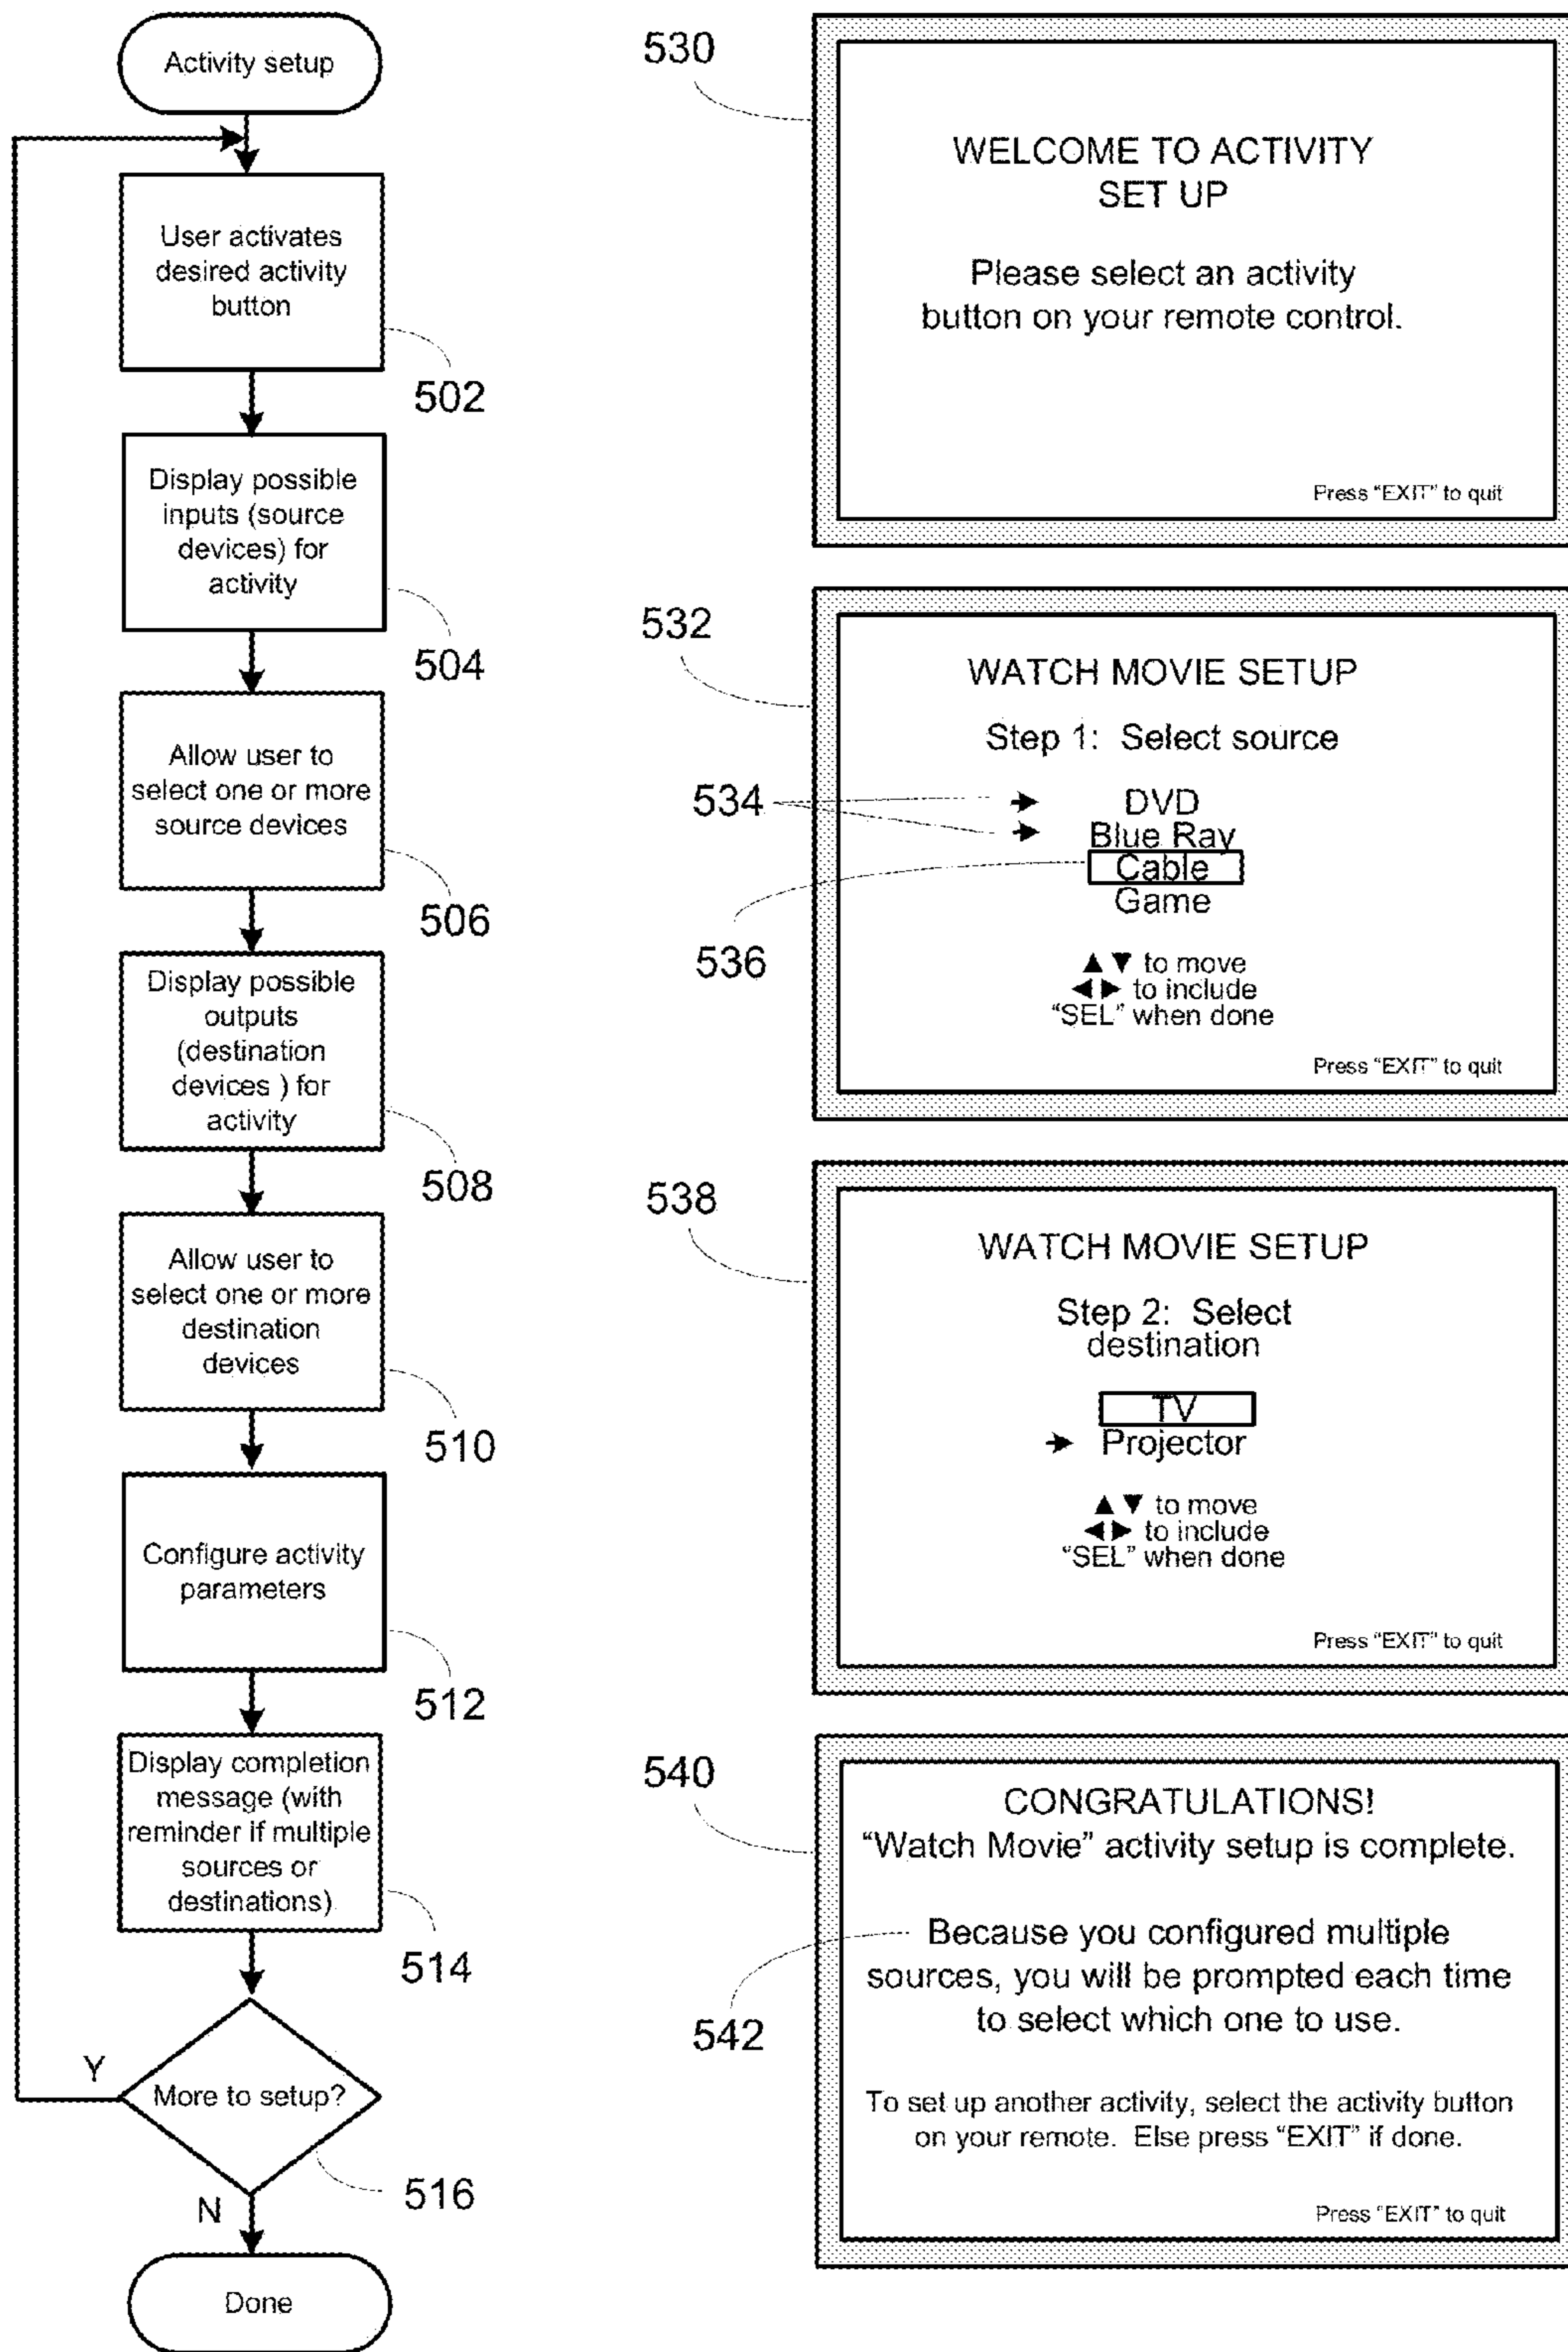 Activity setup
User activates
desired activity
button
502
Display possible
inputs (source
devices) for
activity
504
Allow user to
select one or more
source devices
506
Display possible
outputs
(destination
devices ) for
activity
508
Allow user to
select one or more
destination
devices
510
Configure activity
parameters
512
Display completion
message (with
reminder if multiple
sources or
destinations)
514
Y
More to setup?
516
N
Done
530
WELCOME TO ACTIVITY
SET UP
Please select an activity
button on your remote control.
Press "EXIT" to quit
532
WATCH MOVIE SETUP
Step 1: Select source
534
DVD
Blue Ray
Cable
Game
536
▲ ▼ to move
◀ ▶ to include
"SEL" when done
Press "EXIT" to quit
538
WATCH MOVIE SETUP
Step 2: Select
destination
TV
Projector
▲ ▼ to move
◀ ▶ to include
"SEL" when done
Press "EXIT" to quit
540
CONGRATULATIONS!
"Watch Movie" activity setup is complete.
Because you configured multiple
sources, you will be prompted each time
to select which one to use.
542
To set up another activity, select the activity button
on your remote. Else press "EXIT" if done.
Press "EXIT" to quit